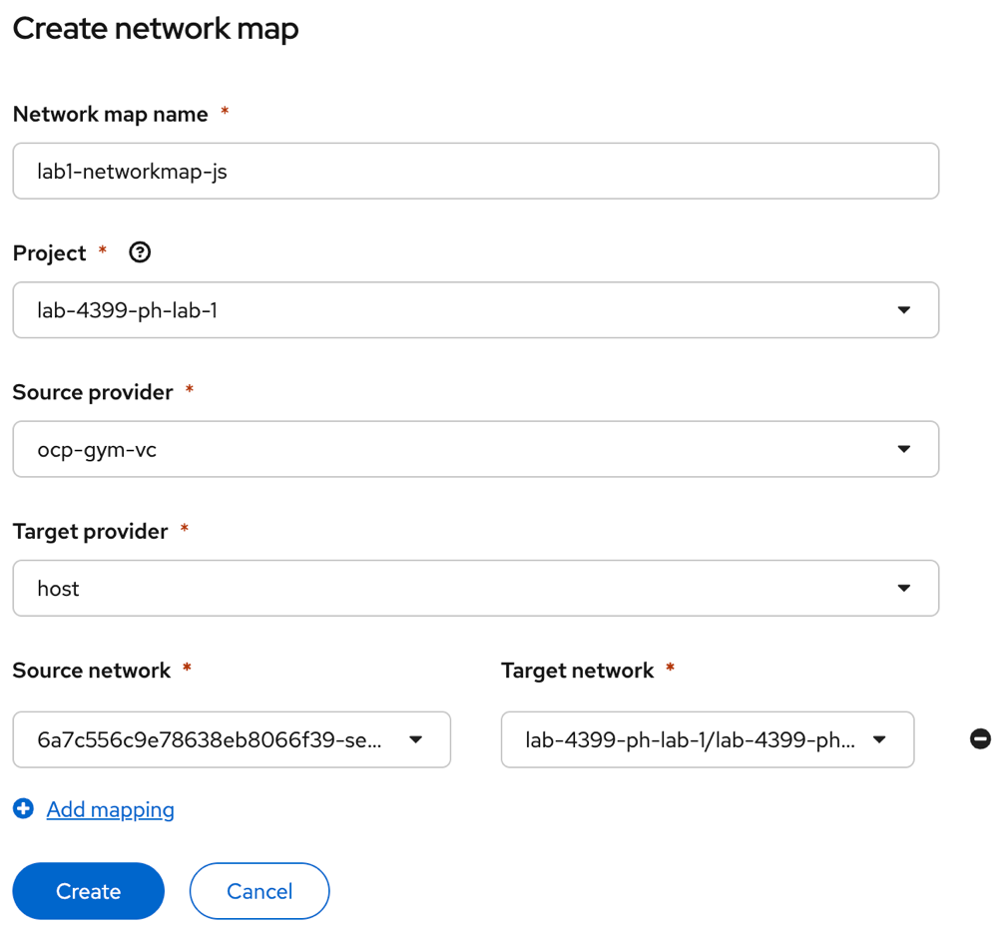 Create network map
Network map name *
lab1-networkmap-js
Project *
lab-4399-ph-lab-1
Source provider *
ocp-gym-vc
Target provider *
host
Source network * Target network *
6a7c556c9e78638eb8066f39-se... lab-4399-ph-lab-1/lab-4399-ph...
Add mapping
Create Cancel